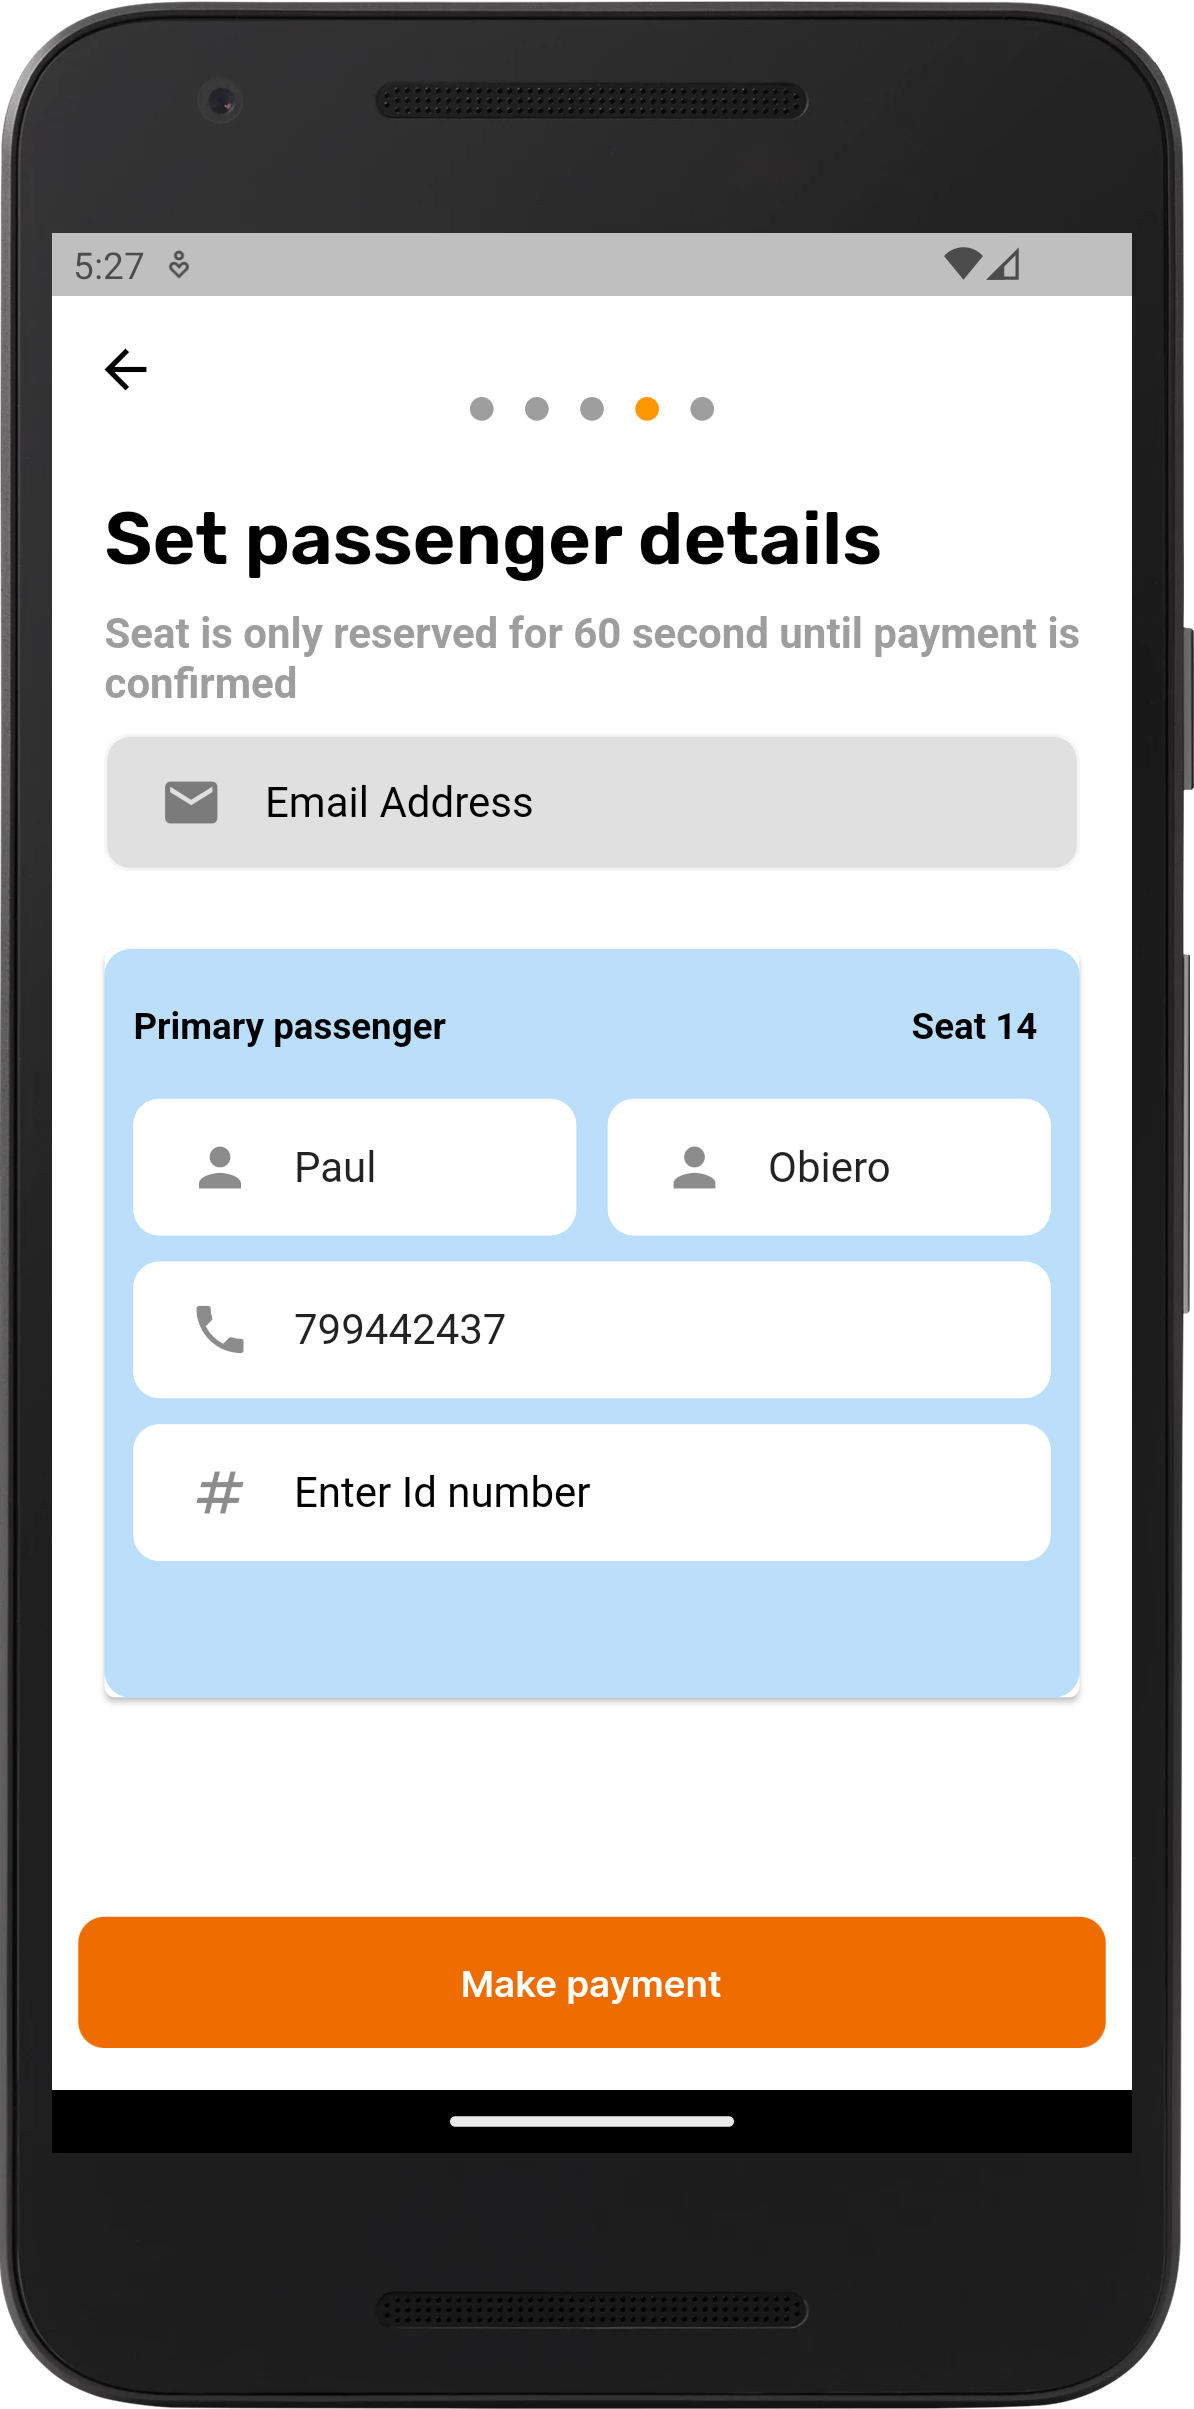 5:27
Set passenger details
Seat is only reserved for 60 second until payment is
confirmed
Email Address
Primary passenger Seat 14
Paul Obiero
799442437
# Enter Id number
Make payment